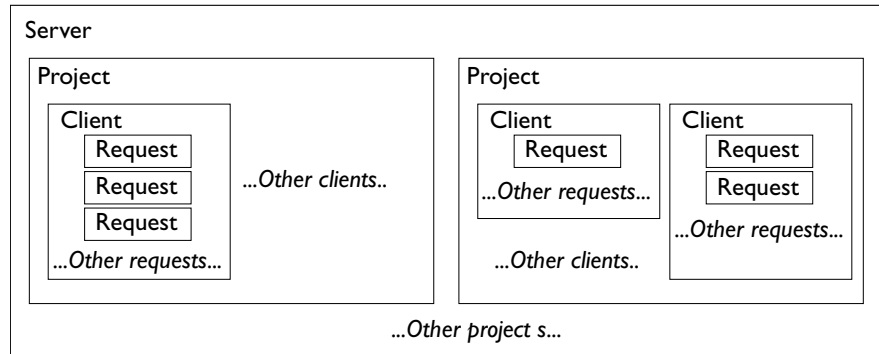 Server
Project
Client
Request
Request
Request
...Other requests...
...Other clients..
Project
Client
Request
...Other requests...
...Other clients..
Client
Request
Request
...Other requests...
...Other project s...